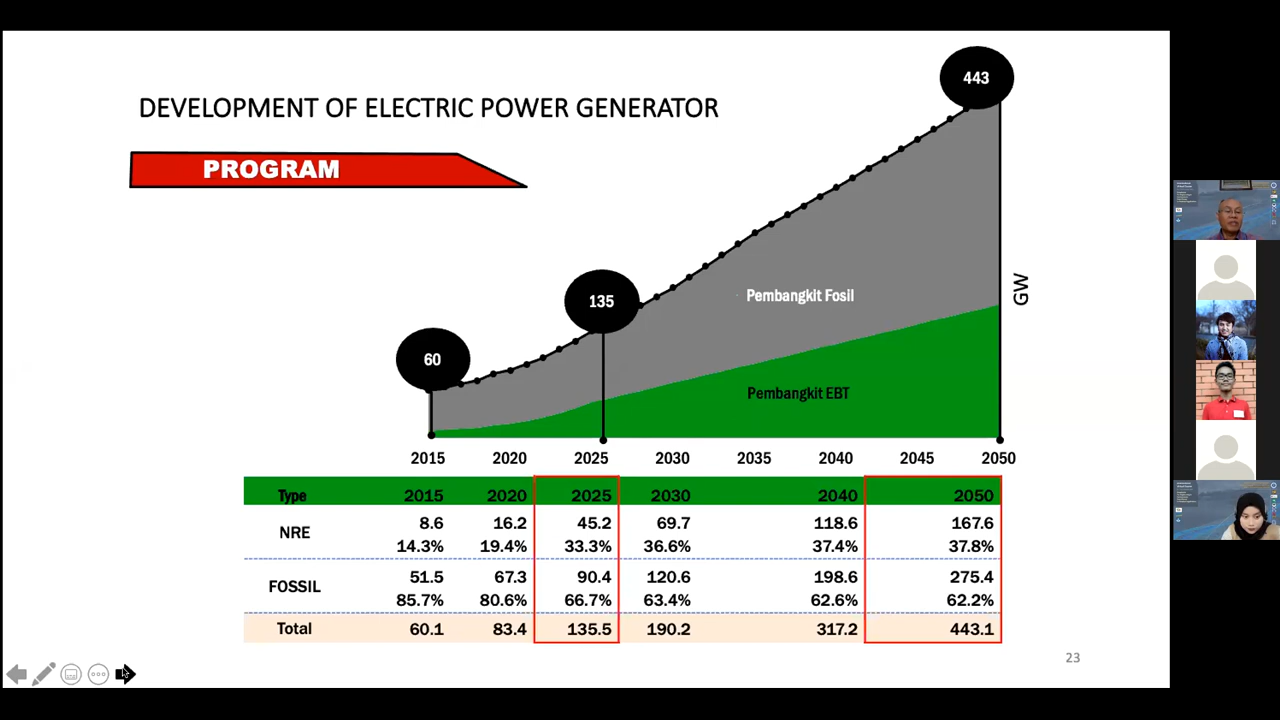 443
DEVELOPMENT OF ELECTRIC POWER GENERATOR
PROGRAM
135
Pembangkit Fosil
GW
60
Pembangkit EBT
2015 2020 2025 2030 2035 2040 2045 2050
Type 2015 2020 2025 2030 2040 2050
NRE
8.6 16.2 45.2 69.7 118.6 167.6
14.3% 19.4% 33.3% 36.6% 37.4% 37.8%
FOSSIL
51.5 67.3 90.4 120.6 198.6 275.4
85.7% 80.6% 66.7% 63.4% 62.6% 62.2%
Total 60.1 83.4 135.5 190.2 317.2 443.1
23